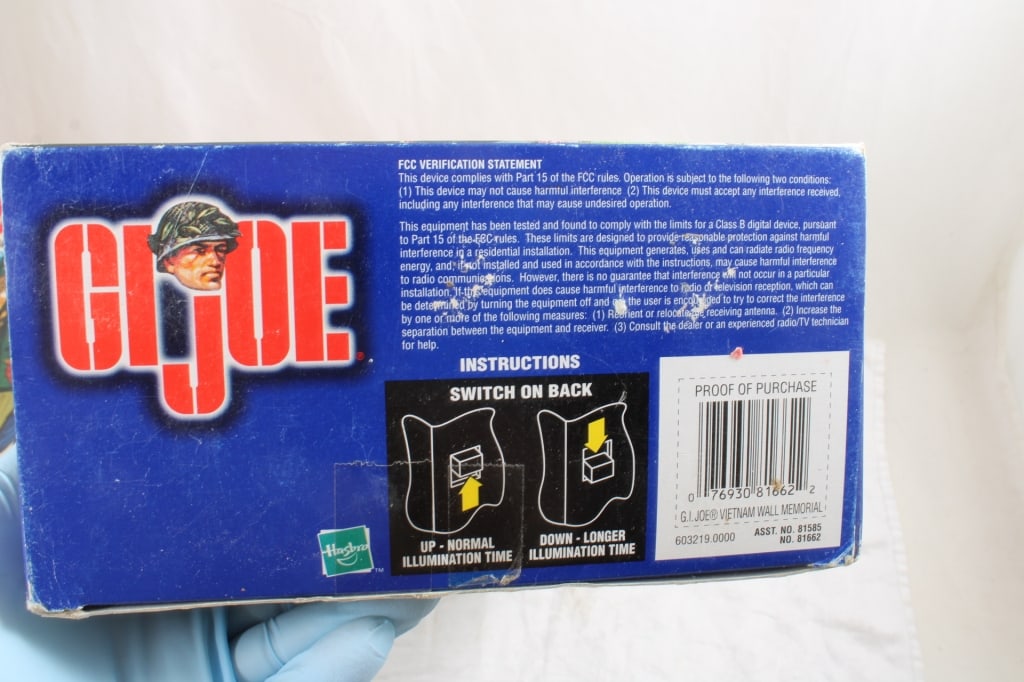 GI JOE
®
FCC VERIFICATION STATEMENT
This device complies with Part 15 of the FCC rules. Operation is subject to the following two conditions:
(1) This device may not cause harmful interference (2) This device must accept any interference received,
including any interference that may cause undesired operation.
This equipment has been tested and found to comply with the limits for a Class B digital device, pursuant
to Part 15 of the FCC rules. These limits are designed to provide reasonable protection against harmful
interference in a residential installation. This equipment generates, uses and can radiate radio frequency
energy, and, if not installed and used in accordance with the instructions, may cause harmful interference
to radio communications. However, there is no guarantee that interference will not occur in a particular
installation. If this equipment does cause harmful interference to radio or television reception, which can
be determined by turning the equipment off and on, the user is encouraged to try to correct the interference
by one or more of the following measures: (1) Reorient or relocate the receiving antenna. (2) Increase the
separation between the equipment and receiver. (3) Consult the dealer or an experienced radio/TV technician
for help.
INSTRUCTIONS
SWITCH ON BACK
UP - NORMAL
ILLUMINATION TIME
DOWN - LONGER
ILLUMINATION TIME
Hasbro
TM
PROOF OF PURCHASE
0 76930 81662 2
G.I. JOE® VIETNAM WALL MEMORIAL
603219.0000
ASST. NO. 81585
NO. 81662